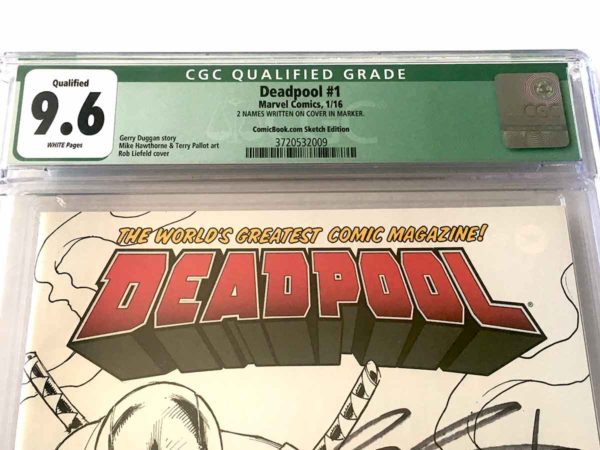 CGC QUALIFIED GRADE
Qualified
9.6
WHITE Pages
Deadpool #1
Marvel Comics, 1/16
2 NAMES WRITTEN ON COVER IN MARKER.
ComicBook.com Sketch Edition
3720532009
Gerry Duggan story
Mike Hawthorne & Terry Pallot art
Rob Liefeld cover
CGC
THE WORLD'S GREATEST COMIC MAGAZINE!
DEADPOOL